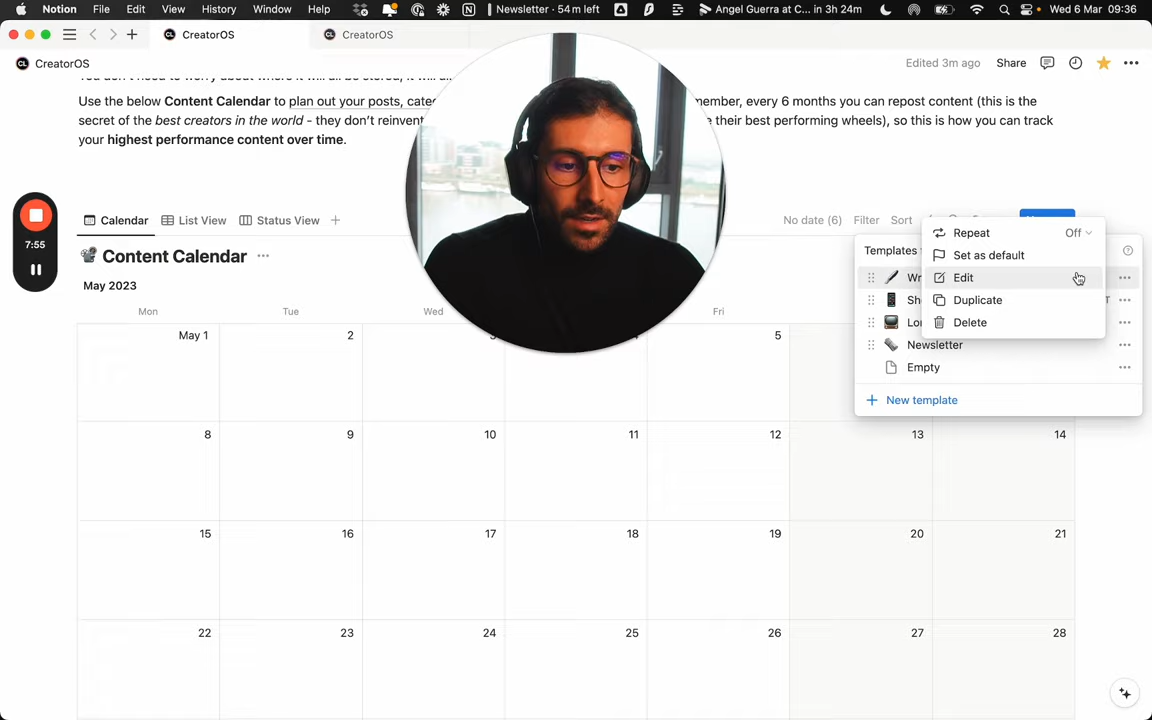 Notion File Edit View Calendar History Window Help Newsletter · 54m left Angel Guerra at C... in 3h 24m Wed 6 Mar 09:36
CreatorOS CreatorOS
CL CreatorOS Edited 3m ago Share
Use the below Content Calendar to plan out your posts, member, every 6 months you can repost content (this is the
secret of the best creators in the world - they don't reinvent their best performing wheels), so this is how you can track
your highest performance content over time.
Calendar List View Status View No date (6) Filter Sort
7:55
Content Calendar
May 2023
Mon Tue Wed Fri
Repeat Off
Set as default
Edit
Duplicate
Delete
Newsletter
Empty
New template
May 1 2 5
8 9 10 11 12 13 14
15 16 17 18 19 20 21
22 23 24 25 26 27 28